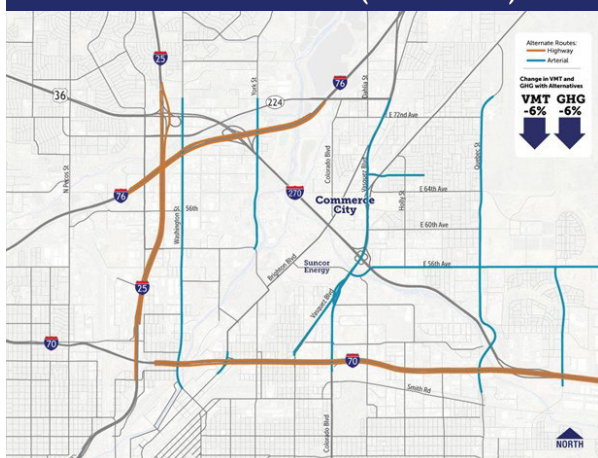 Alternate Routes:
Highway
Arterial
Change in VMT and
GHG with Alternatives
VMT GHG
-6% -6%
25
76
36
224
York St
Dahlia St
E 72nd Ave
N Pecos St
Colorado Blvd
Vasquez Blvd
Quebec St
76
270
Commerce
City
Holly St
E 64th Ave
Washington St
56th
E 60th Ave
Brighton Blvd
Suncor
Energy
E 56th Ave
25
Vasquez Blvd
70
70
Smith Rd
Colorado Blvd
NORTH